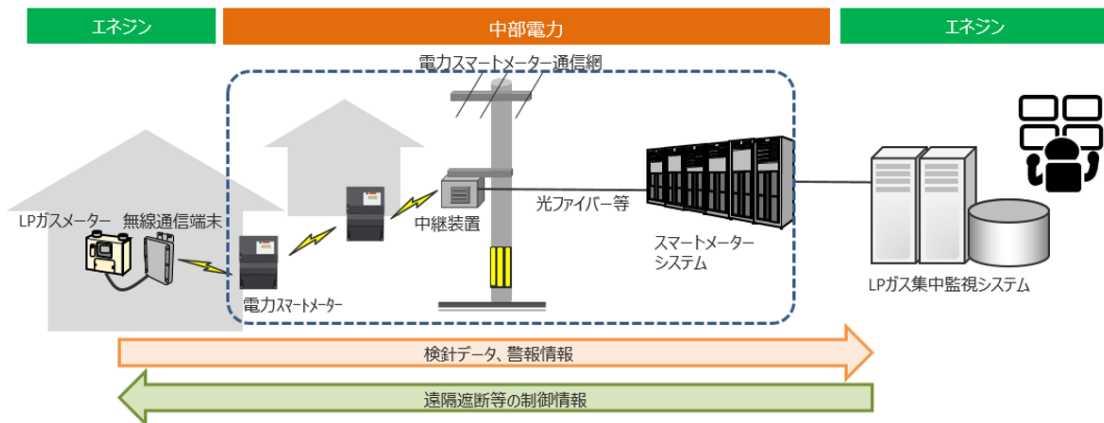 エネジン
中部電力
エネジン
電力スマートメーター通信網
LPガスメーター
無線通信端末
中継装置
光ファイバー等
スマートメーター
システム
電力スマートメーター
LPガス集中監視システム
検針データ、警報情報
遠隔遮断等の制御情報